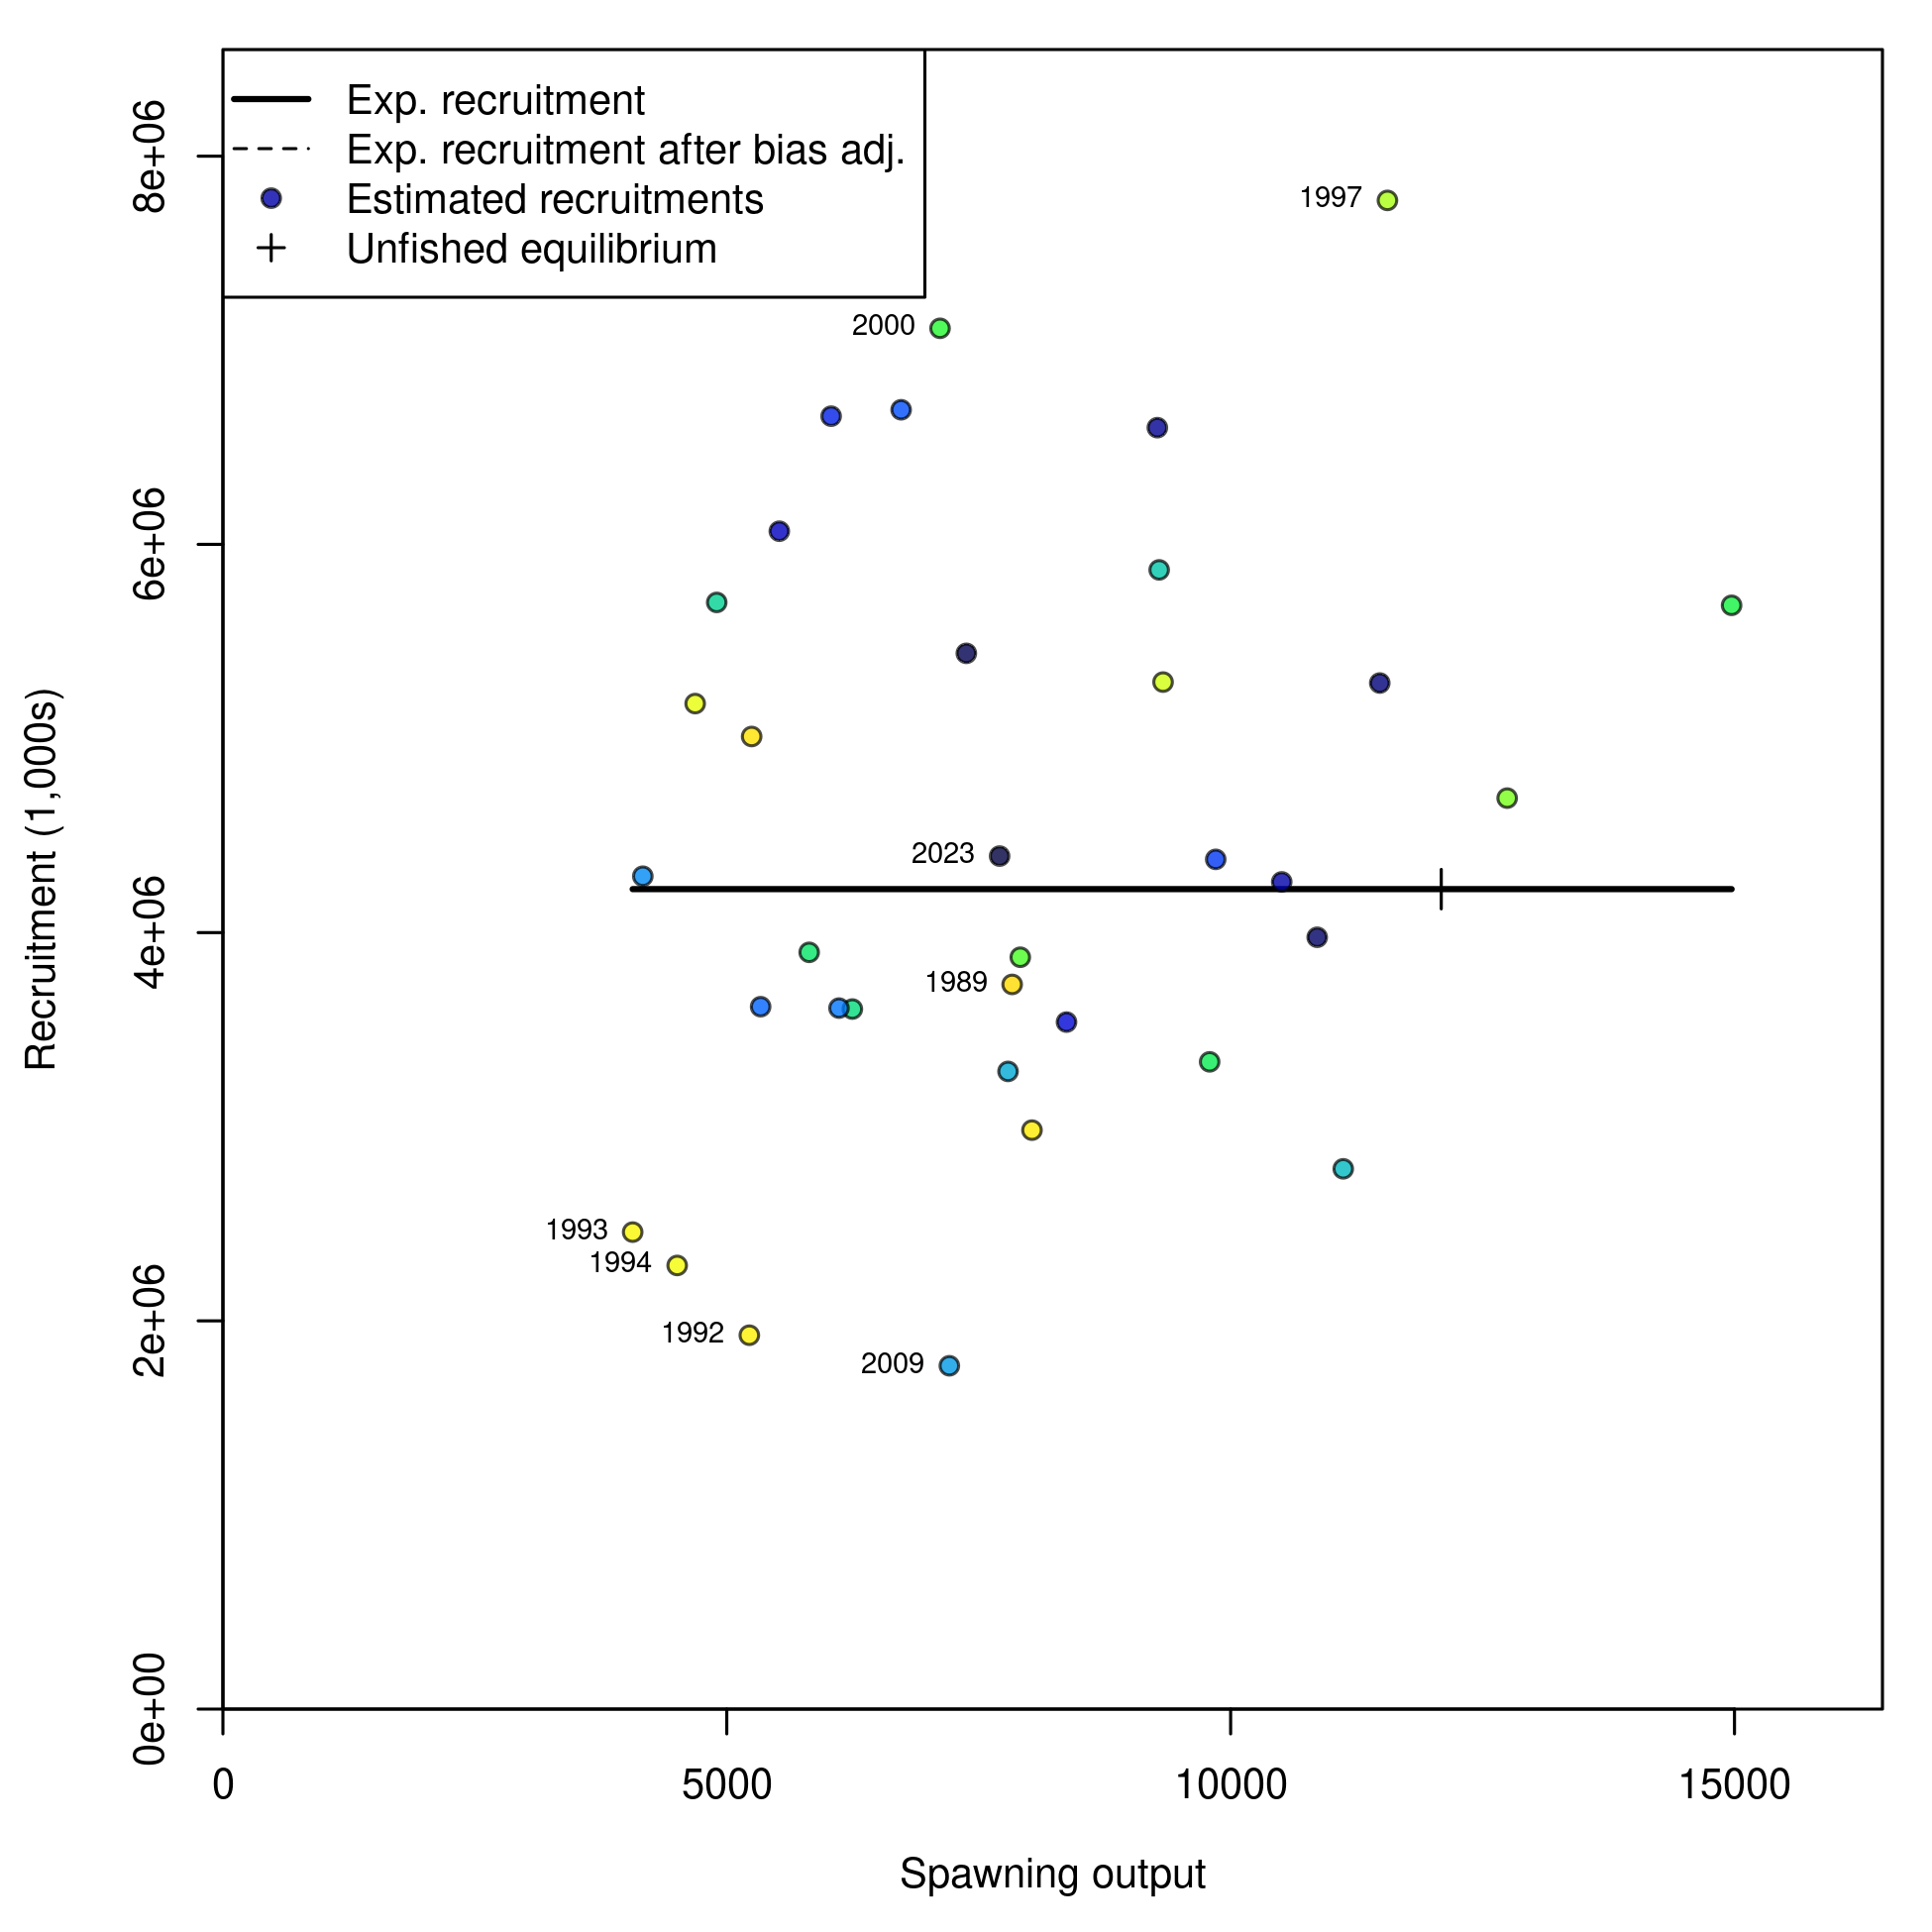 Exp. recruitment
Exp. recruitment after bias adj.
Estimated recruitments
Unfished equilibrium
1997
2000
2023
1989
1993
1994
1992
2009
8e+06
6e+06
4e+06
2e+06
0e+00
Recruitment (1,000s)
0 5000 10000 15000
Spawning output